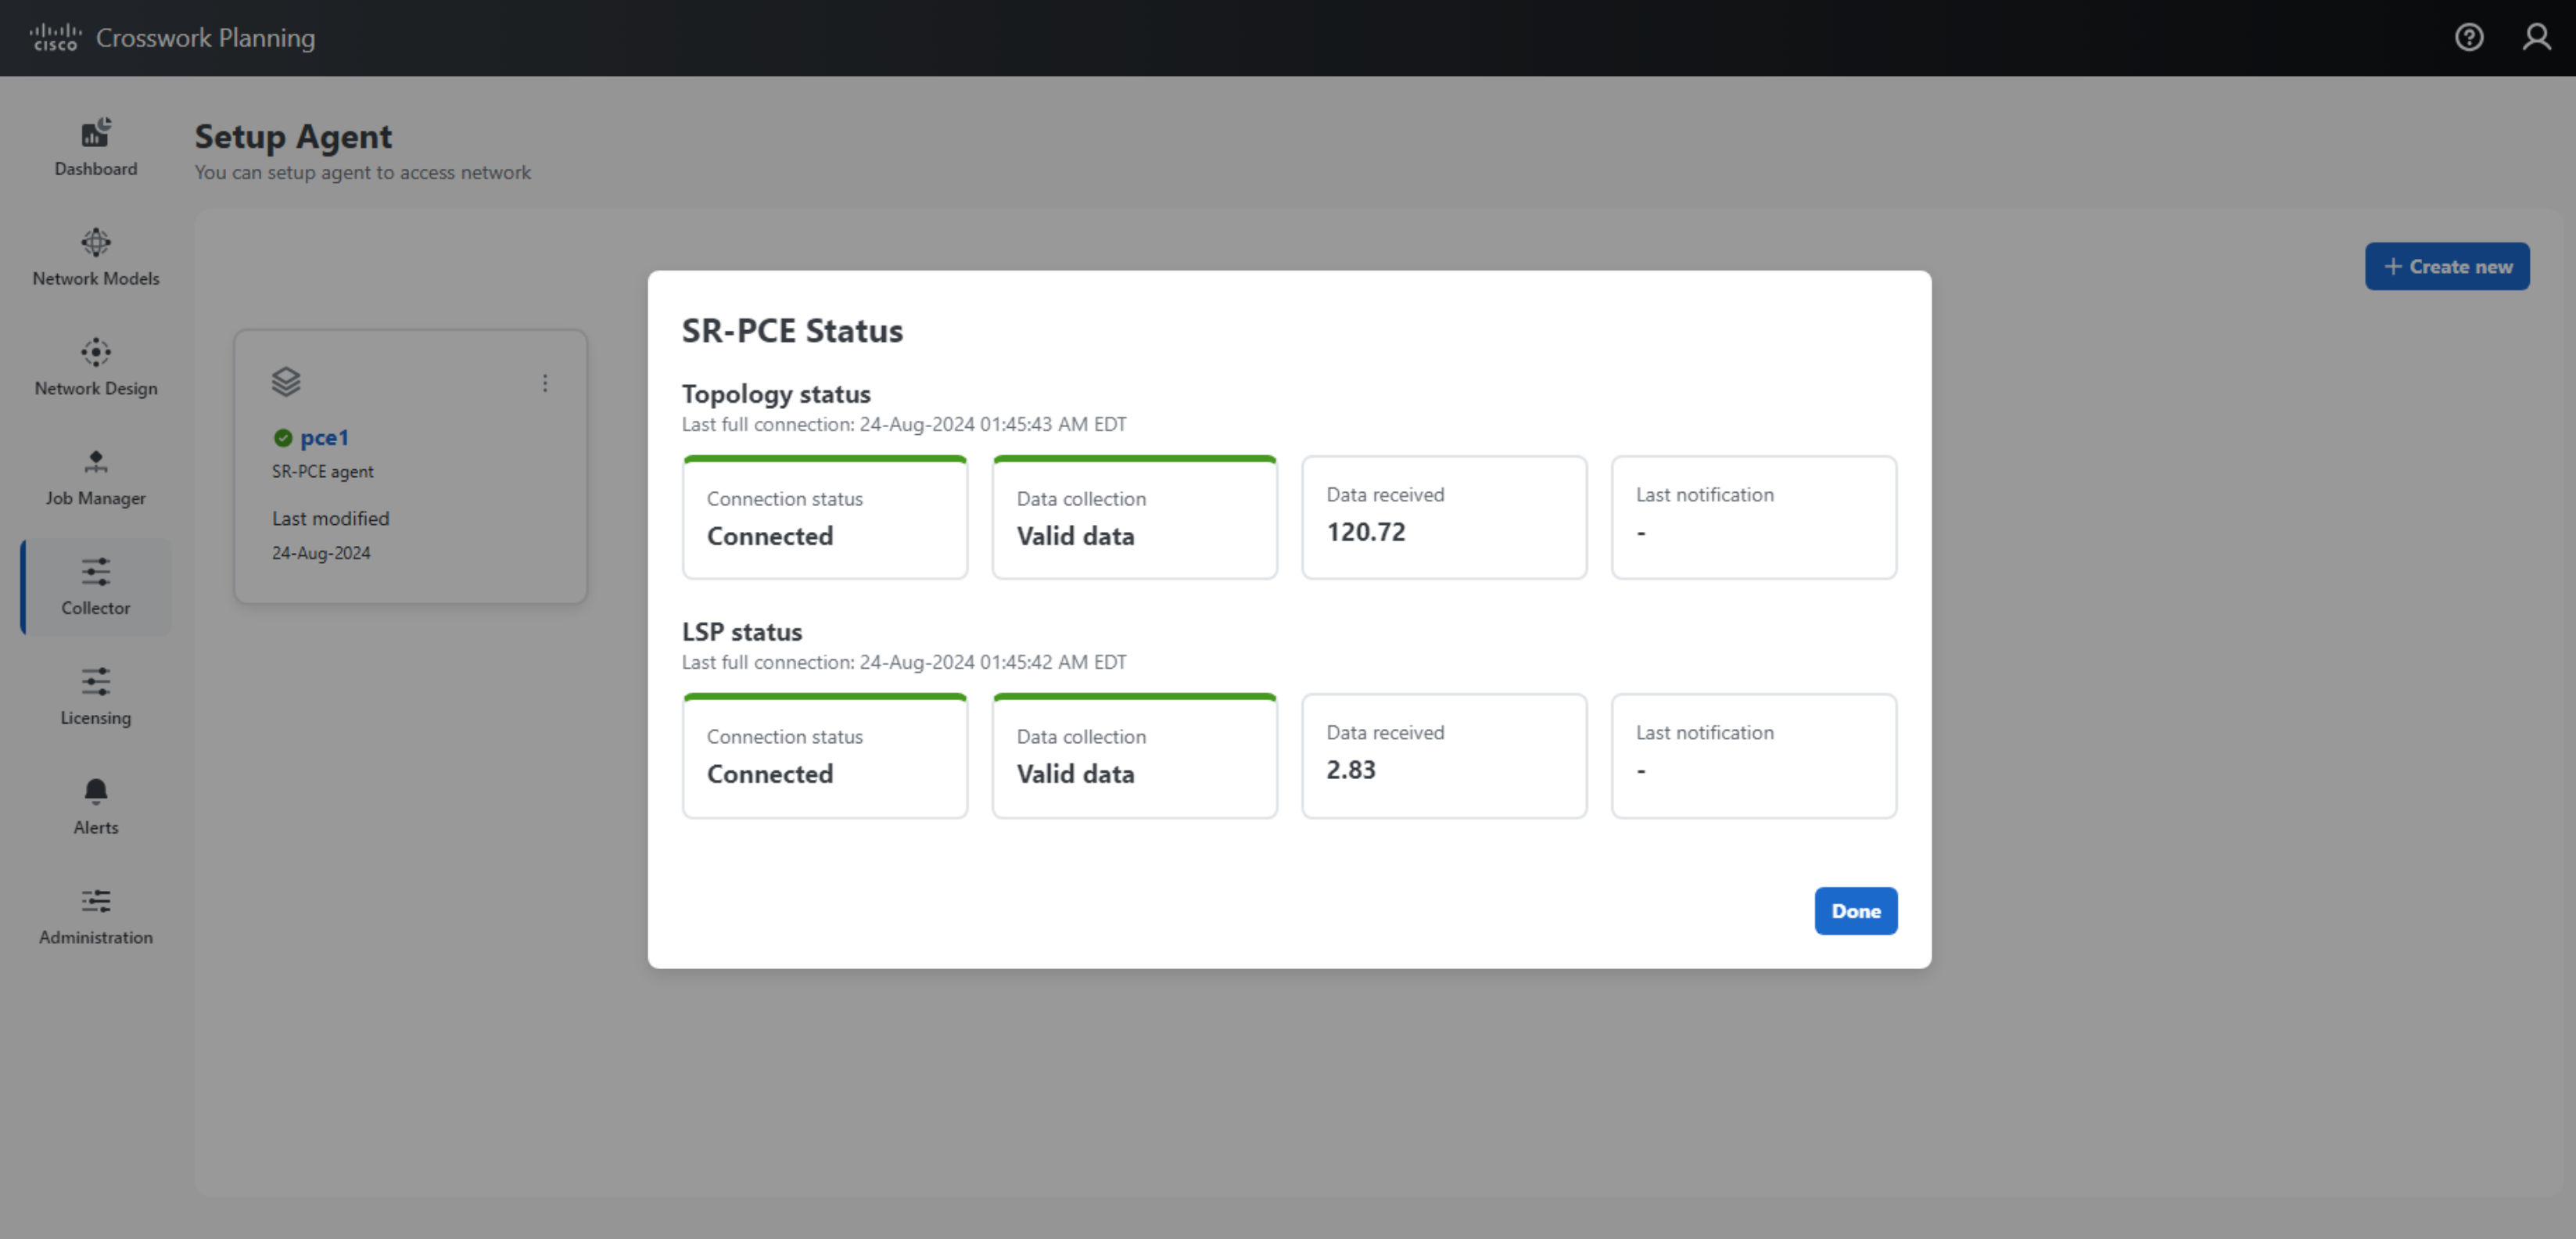 cisco Crosswork Planning
Setup Agent
You can setup agent to access network
Dashboard
Network Models
Network Design
Job Manager
Collector
Licensing
Alerts
Administration
+ Create new
pce1
SR-PCE agent
Last modified
24-Aug-2024
SR-PCE Status
Topology status
Last full connection: 24-Aug-2024 01:45:43 AM EDT
Connection status
Connected
Data collection
Valid data
Data received
120.72
Last notification
-
LSP status
Last full connection: 24-Aug-2024 01:45:42 AM EDT
Connection status
Connected
Data collection
Valid data
Data received
2.83
Last notification
-
Done